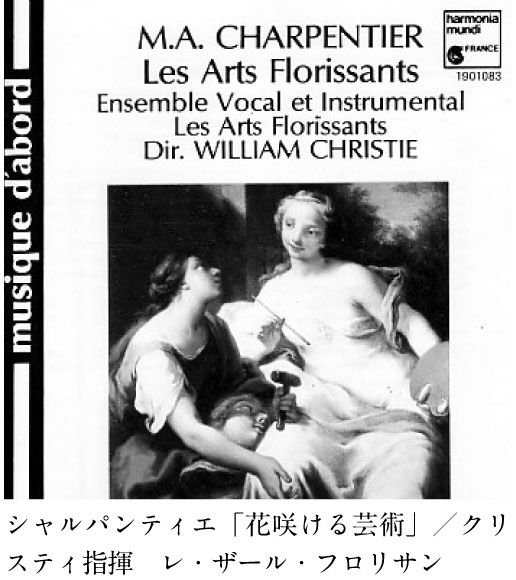 M.A. CHARPENTIER
Les Arts Florissants
Ensemble Vocal et Instrumental
Les Arts Florissants
Dir. WILLIAM CHRISTIE
harmonia
mundi
FRANCE
1901083
musique d'abord
シャルパンティエ「花咲ける芸術」／クリ
スティ指揮　レ・ザール・フロリサン